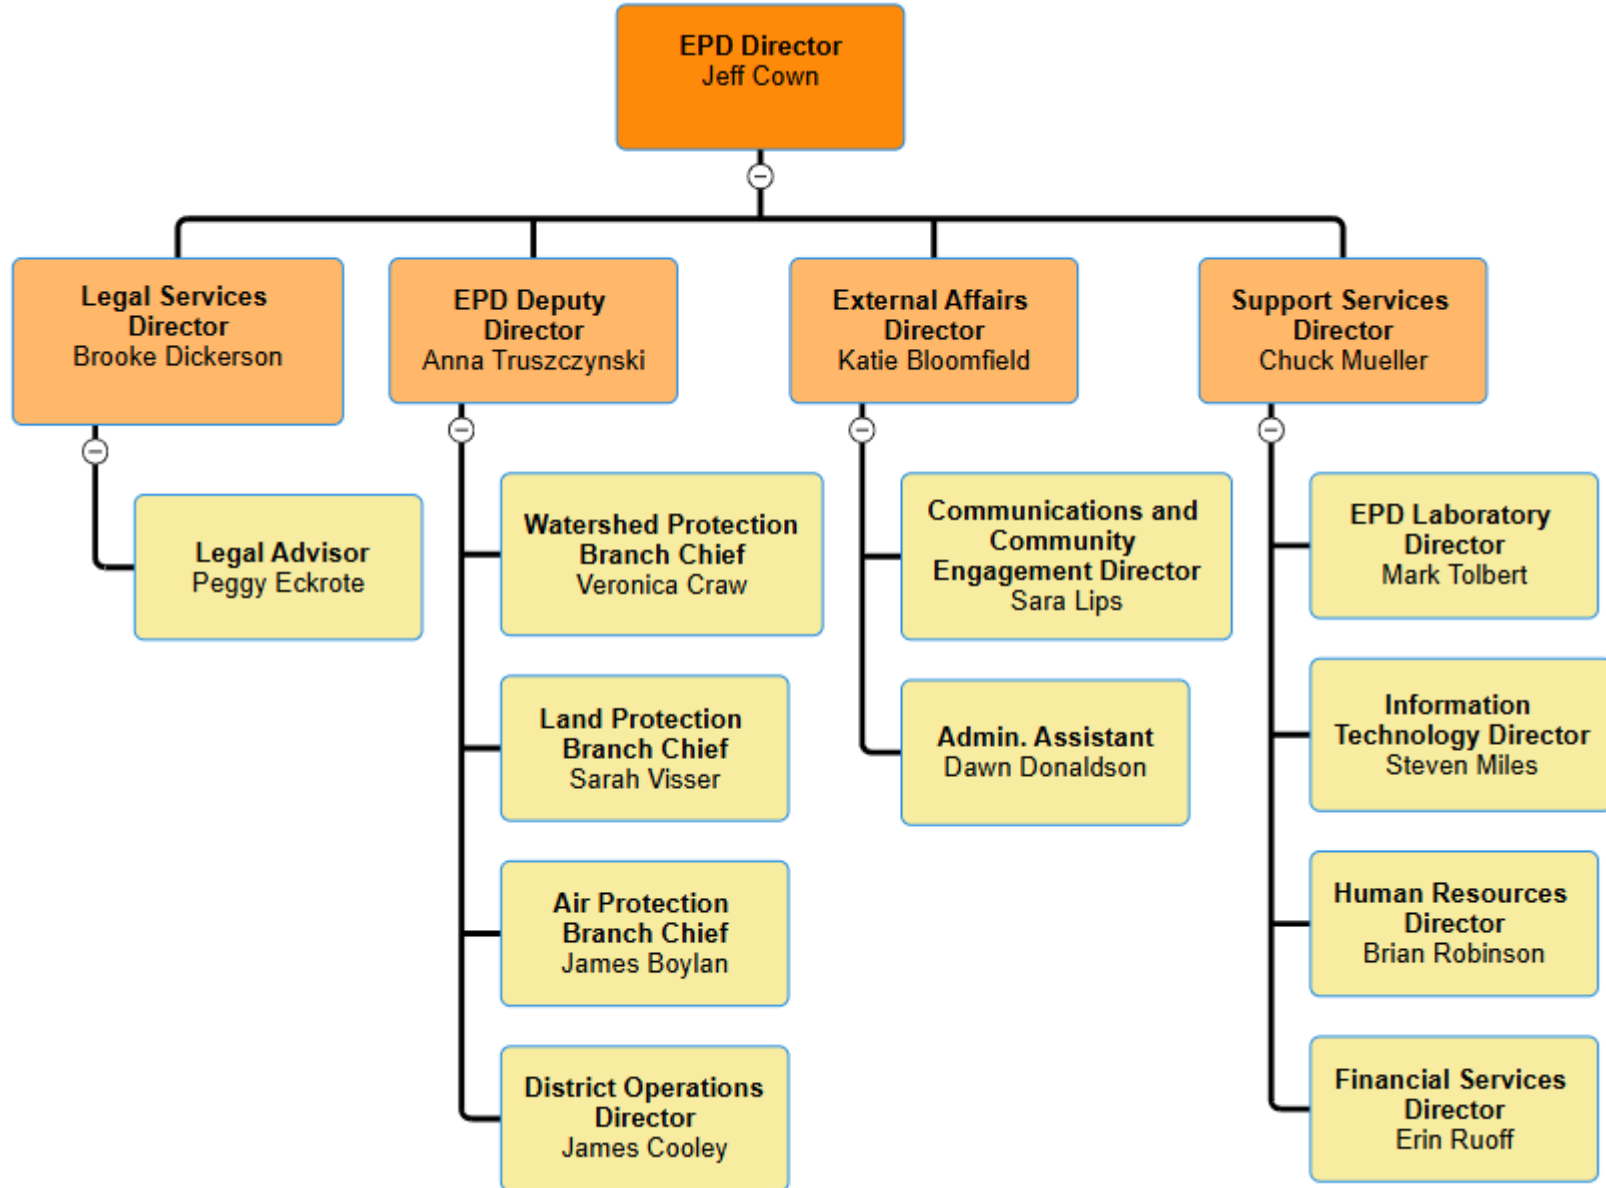 EPD Director
Jeff Cown
Legal Services
Director
Brooke Dickerson
EPD Deputy
Director
Anna Truszczynski
External Affairs
Director
Katie Bloomfield
Support Services
Director
Chuck Mueller
Legal Advisor
Peggy Eckrote
Watershed Protection
Branch Chief
Veronica Craw
Land Protection
Branch Chief
Sarah Visser
Air Protection
Branch Chief
James Boylan
District Operations
Director
James Cooley
Communications and
Community
Engagement Director
Sara Lips
Admin. Assistant
Dawn Donaldson
EPD Laboratory
Director
Mark Tolbert
Information
Technology Director
Steven Miles
Human Resources
Director
Brian Robinson
Financial Services
Director
Erin Ruoff